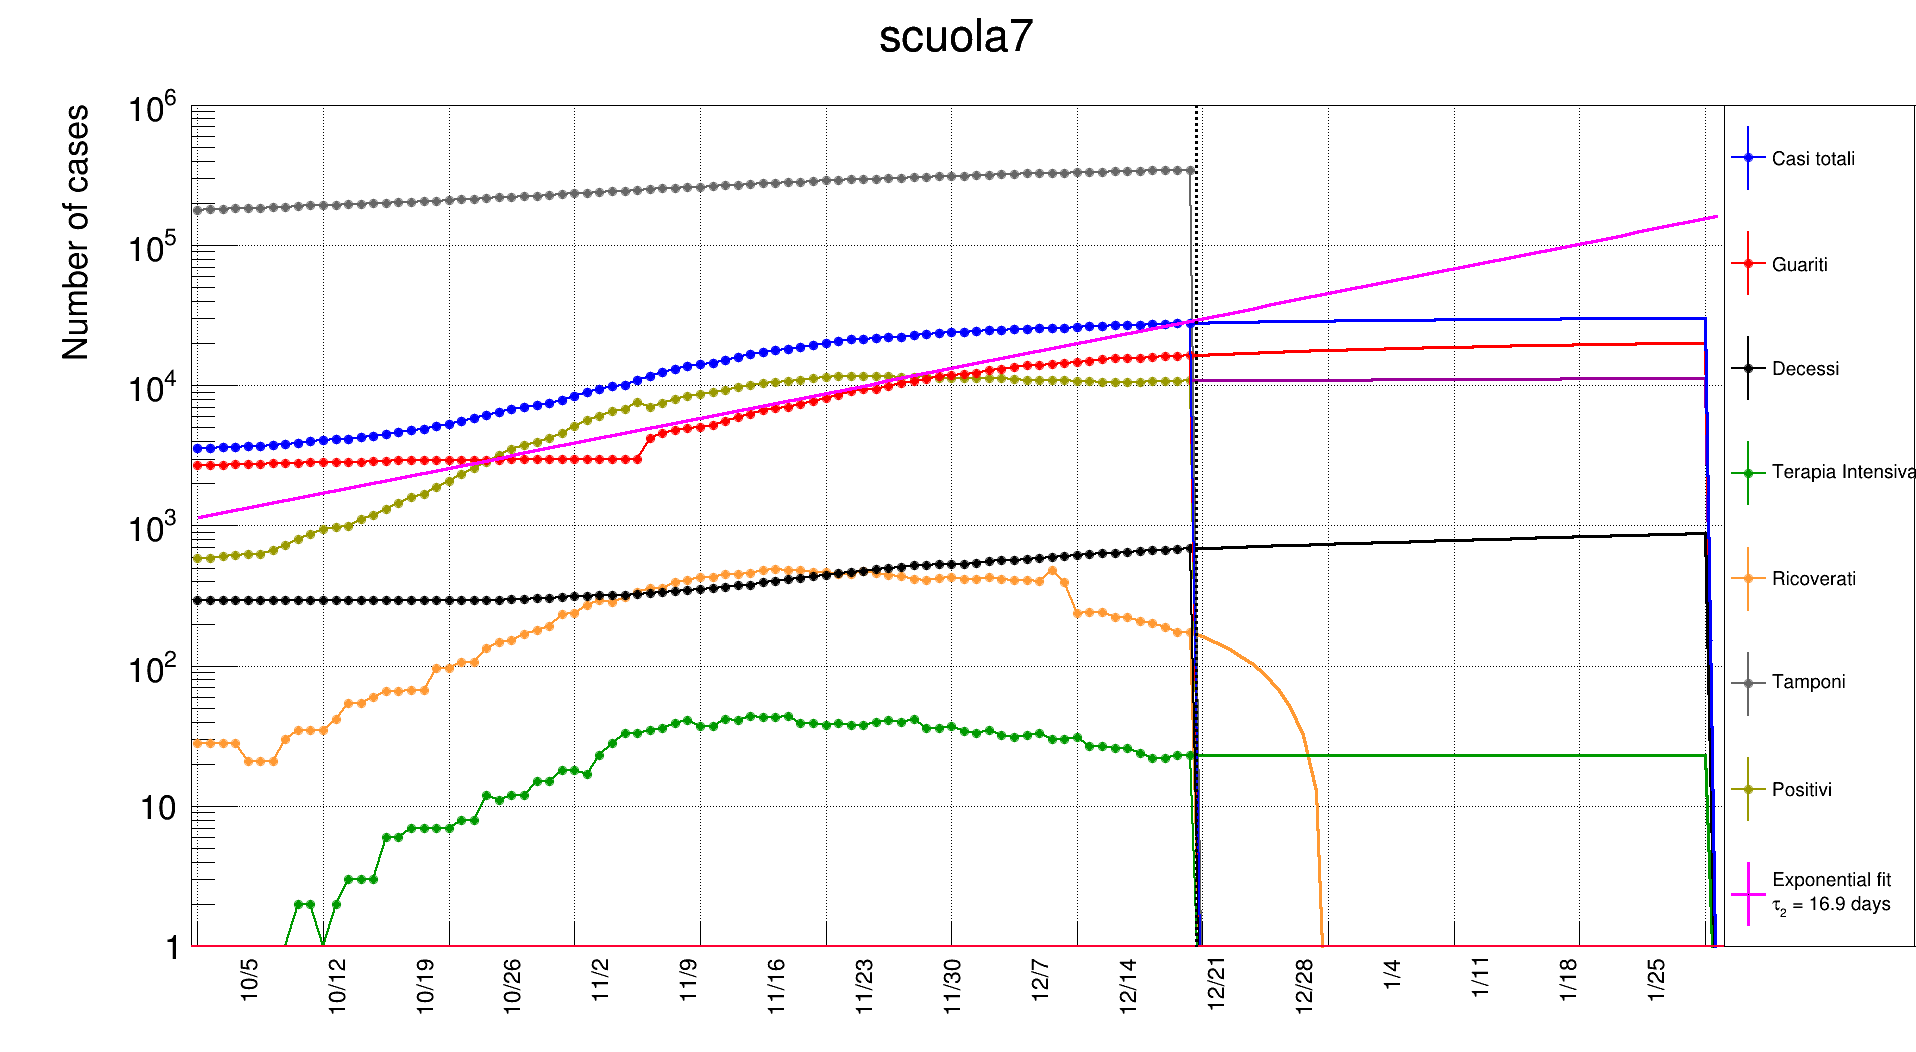 scuola7
Number of cases
10^6
10^5
10^4
10^3
10^2
10
1
10/5
10/12
10/19
10/26
11/2
11/9
11/16
11/23
11/30
12/7
12/14
12/21
12/28
1/4
1/11
1/18
1/25
Casi totali
Guariti
Decessi
Terapia Intensiva
Ricoverati
Tamponi
Positivi
Exponential fit
τ₂ = 16.9 days